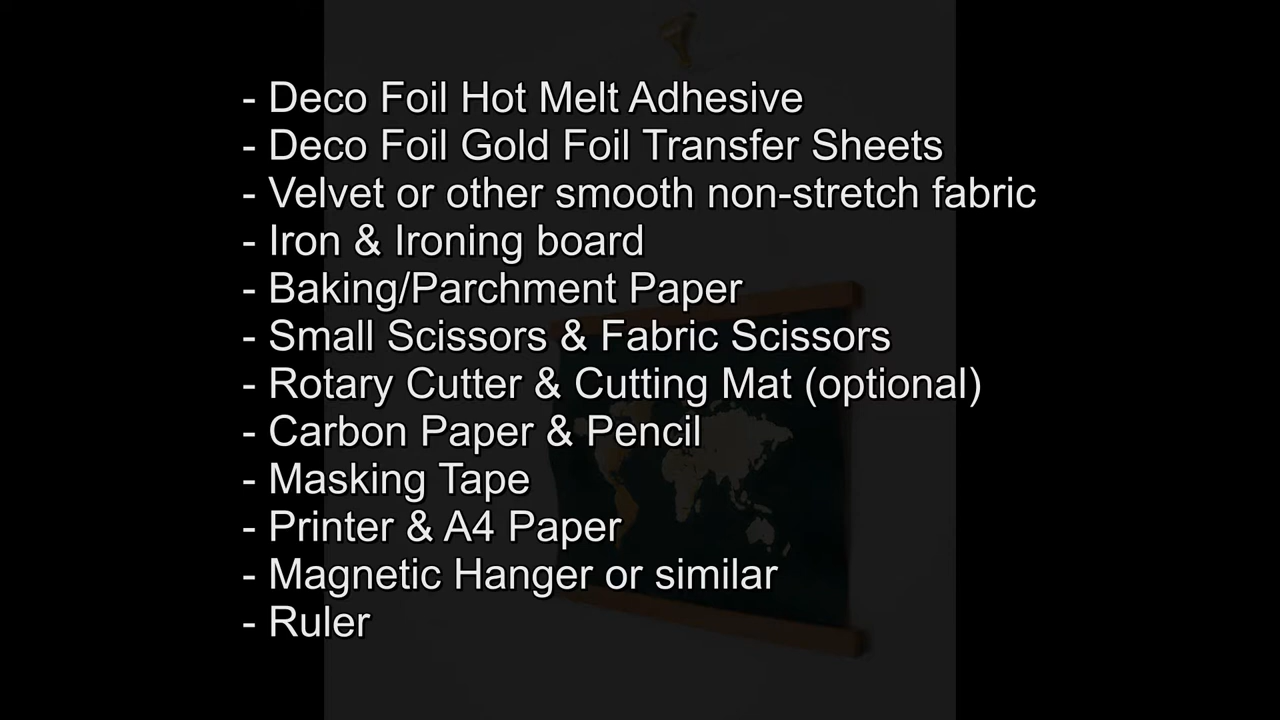 - Deco Foil Hot Melt Adhesive
- Deco Foil Gold Foil Transfer Sheets
- Velvet or other smooth non-stretch fabric
- Iron & Ironing board
- Baking/Parchment Paper
- Small Scissors & Fabric Scissors
- Rotary Cutter & Cutting Mat (optional)
- Carbon Paper & Pencil
- Masking Tape
- Printer & A4 Paper
- Magnetic Hanger or similar
- Ruler